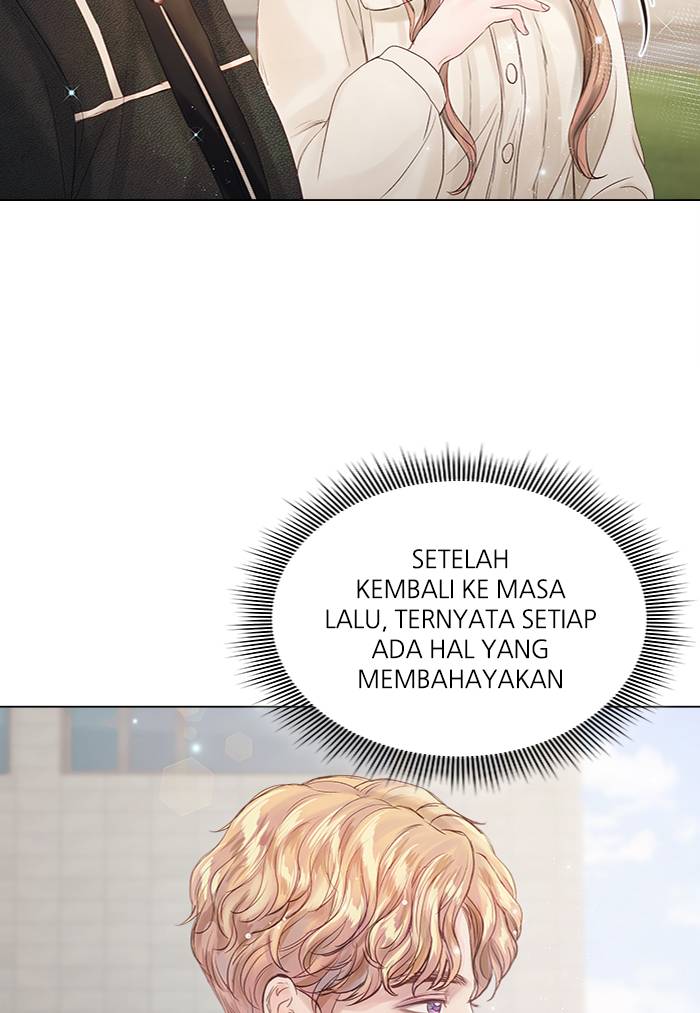 SETELAH
KEMBALI KE MASA
LALU, TERNYATA SETIAP
ADA HAL YANG
MEMBAHAYAKAN